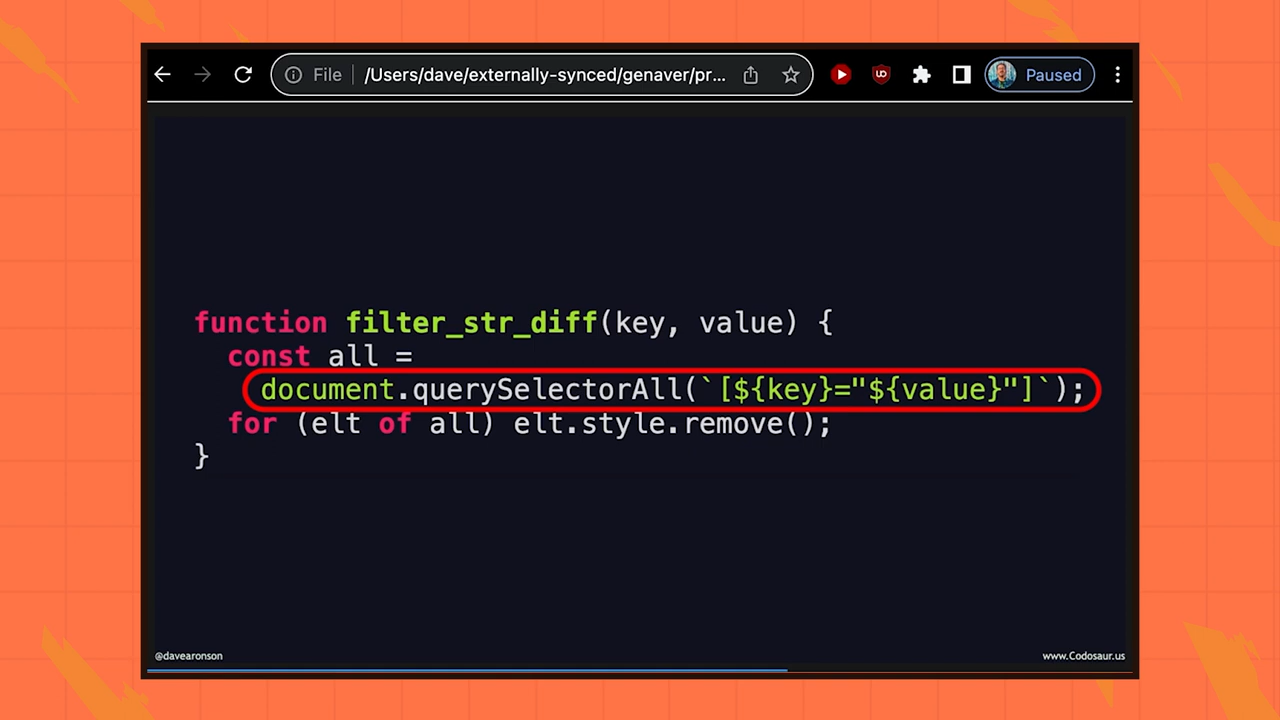 File /Users/dave/externally-synced/genaver/pr... Paused
function filter_str_diff(key, value) {
const all =
document.querySelectorAll(`[${key}="${value}"]`);
for (elt of all) elt.style.remove();
}
@davearonson
www.Codosaur.us